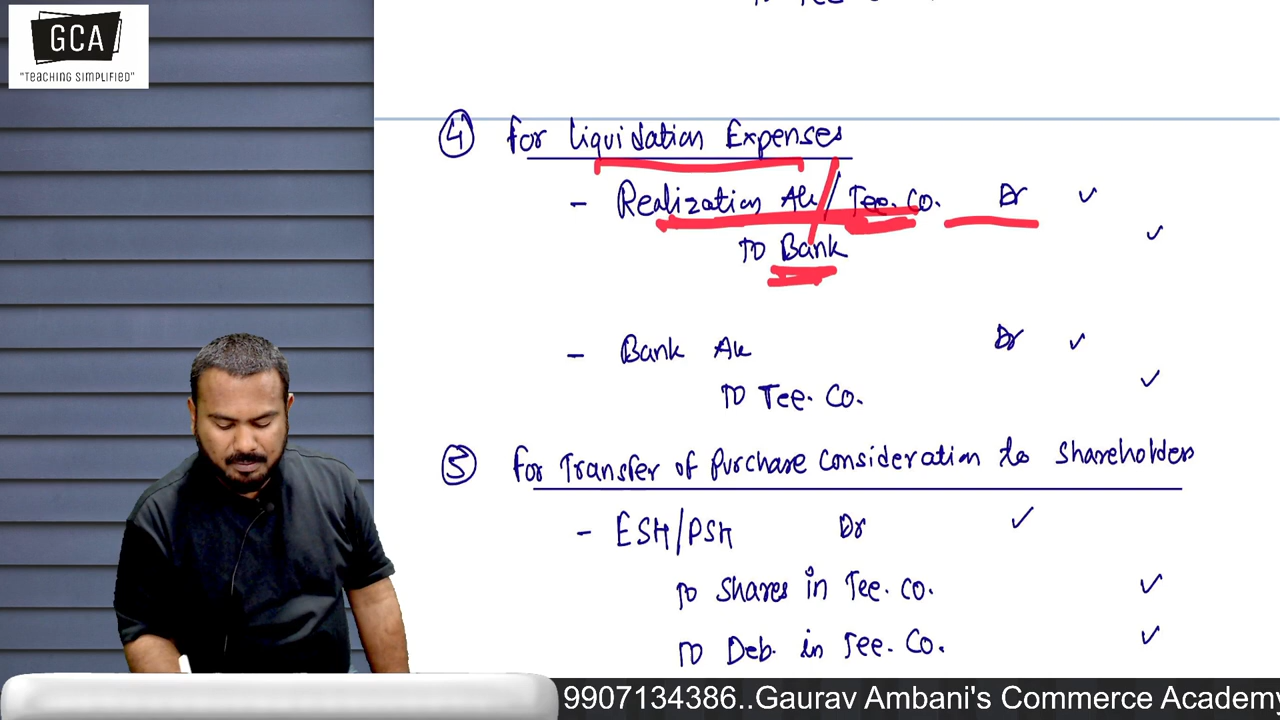 GCA
"TEACHING SIMPLIFIED"
④ for Liquidation Expenses
- Realization A/c / Tee. Co. Dr ✓
To Bank ✓
- Bank A/c Dr ✓
To Tee. Co. ✓
⑤ for Transfer of Purchase Consideration to Shareholders
- ESH/PSH Dr ✓
To Shares in Tee. Co. ✓
To Deb. in Tee. Co. ✓
9907134386..Gaurav Ambani's Commerce Academy